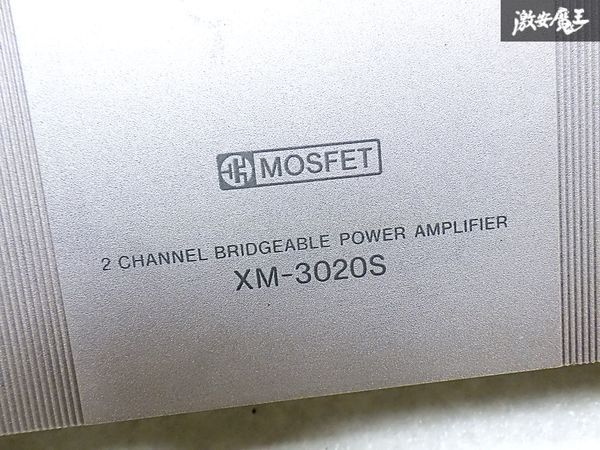 激安魔王
MOSFET
2 CHANNEL BRIDGEABLE POWER AMPLIFIER
XM-3020S